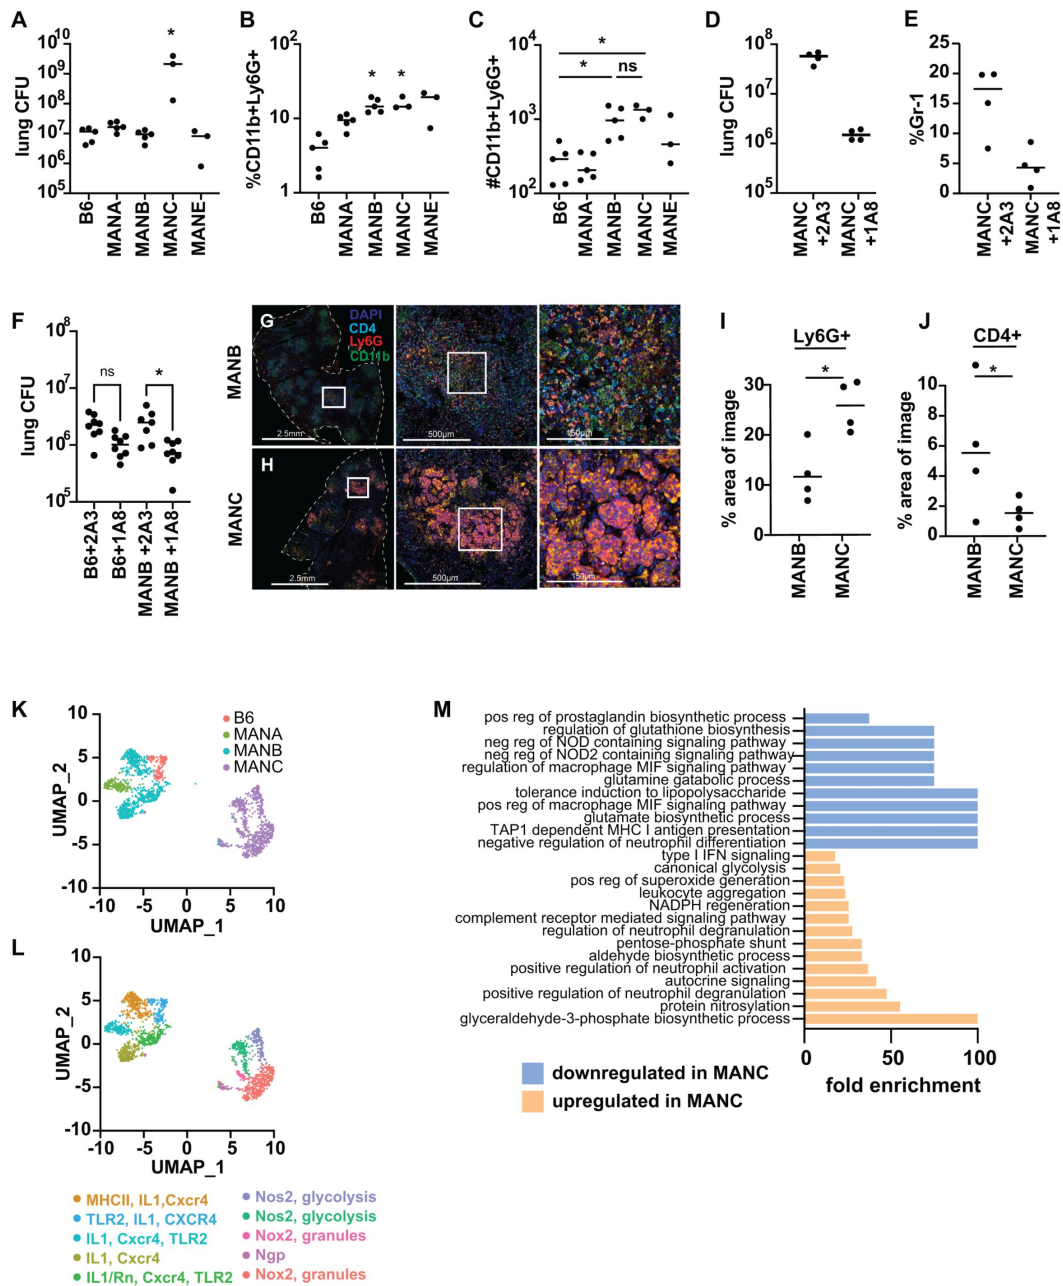 A
lung CFU
10^10
10^9
10^8
10^7
10^6
10^5
*
B6
MANA
MANB
MANC
MANE
B
%CD11b+Ly6G+
10^2
10
1
*
*
B6
MANA
MANB
MANC
MANE
C
#CD11b+Ly6G+
10^4
10^3
10^2
*
*
ns
B6
MANA
MANB
MANC
MANE
D
lung CFU
10^8
10^7
10^6
10^5
MANC +2A3
MANC +1A8
E
%Gr-1
25
20
15
10
5
0
MANC +2A3
MANC +1A8
F
lung CFU
10^8
10^7
10^6
10^5
ns
*
B6+2A3
B6+1A8
MANB +2A3
MANB +1A8
G
MANB
DAPI
CD4
Ly6G
CD11b
2.5mm
500µm
150µm
H
MANC
2.5mm
500µm
150µm
I
Ly6G+
*
% area of image
30
20
10
0
MANB
MANC
J
CD4+
*
% area of image
10
8
6
4
2
0
MANB
MANC
K
B6
MANA
MANB
MANC
UMAP_2
10
5
0
-5
-10
-10
-5
0
5
10
UMAP_1
L
UMAP_2
10
5
0
-5
-10
-10
-5
0
5
10
UMAP_1
MHCII, IL1,Cxcr4
TLR2, IL1, CXCR4
IL1, Cxcr4, TLR2
IL1, Cxcr4
IL1/Rn, Cxcr4, TLR2
Nos2, glycolysis
Nos2, glycolysis
Nox2, granules
Ngp
Nox2, granules
M
pos reg of prostaglandin biosynthetic process
regulation of glutathione biosynthesis
neg reg of NOD containing signaling pathway
neg reg of NOD2 containing signaling pathway
regulation of macrophage MIF signaling pathway
glutamine gatabolic process
tolerance induction to lipopolysaccharide
pos reg of macrophage MIF signaling pathway
glutamate biosynthetic process
TAP1 dependent MHC I antigen presentation
negative regulation of neutrophil differentiation
type I IFN signaling
canonical glycolysis
pos reg of superoxide generation
leukocyte aggregation
NADPH regeneration
complement receptor mediated signaling pathway
regulation of neutrophil degranulation
pentose-phosphate shunt
aldehyde biosynthetic process
positive regulation of neutrophil activation
autocrine signaling
positive regulation of neutrophil degranulation
protein nitrosylation
glyceraldehyde-3-phosphate biosynthetic process
0
50
100
fold enrichment
downregulated in MANC
upregulated in MANC